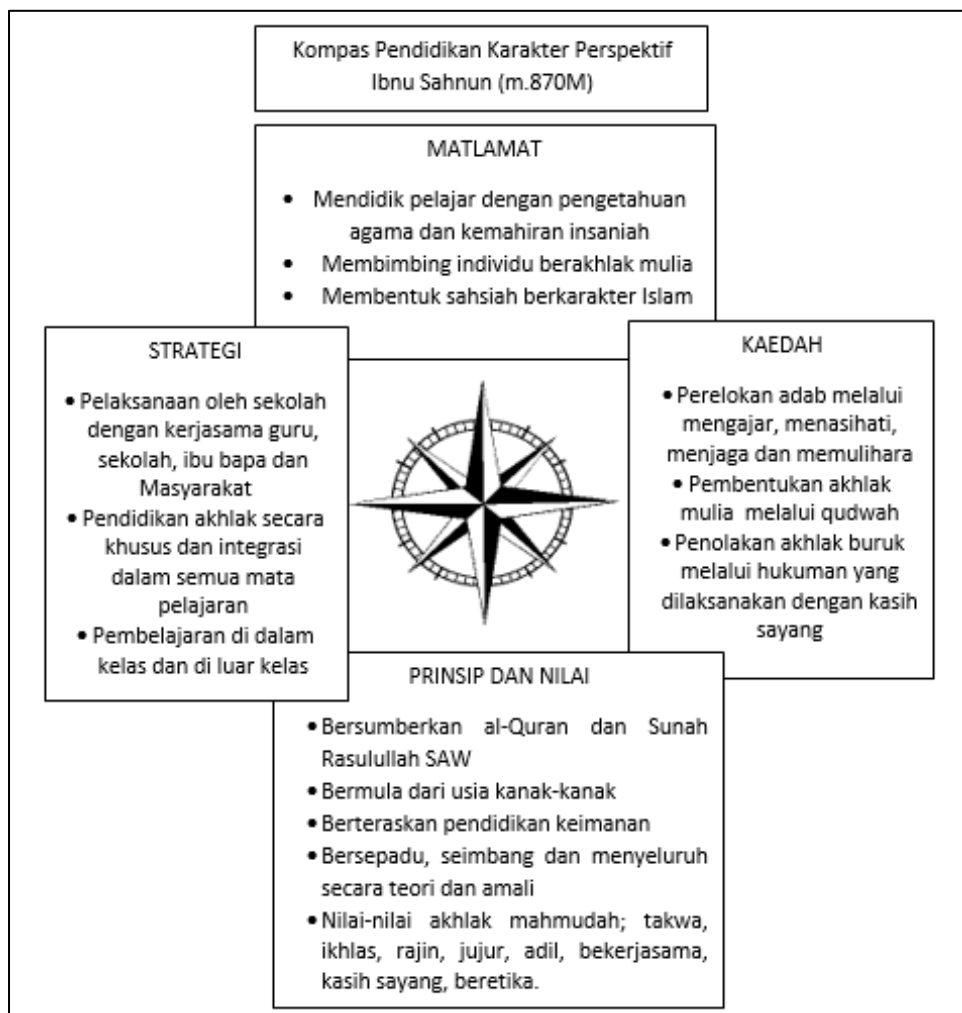 Kompas Pendidikan Karakter Perspektif
Ibnu Sahnun (m.870M)
MATLAMAT
• Mendidik pelajar dengan pengetahuan
agama dan kemahiran insaniah
• Membimbing individu berakhlak mulia
• Membentuk sahsiah berkarakter Islam
STRATEGI
• Pelaksanaan oleh sekolah
dengan kerjasama guru,
sekolah, ibu bapa dan
Masyarakat
• Pendidikan akhlak secara
khusus dan integrasi
dalam semua mata
pelajaran
• Pembelajaran di dalam
kelas dan di luar kelas
KAEDAH
• Perelokan adab melalui
mengajar, menasihati,
menjaga dan memulihara
• Pembentukan akhlak
mulia melalui qudwah
• Penolakan akhlak buruk
melalui hukuman yang
dilaksanakan dengan kasih
sayang
PRINSIP DAN NILAI
• Bersumberkan al-Quran dan Sunah
Rasulullah SAW
• Bermula dari usia kanak-kanak
• Berteraskan pendidikan keimanan
• Bersepadu, seimbang dan menyeluruh
secara teori dan amali
• Nilai-nilai akhlak mahmudah; takwa,
ikhlas, rajin, jujur, adil, bekerjasama,
kasih sayang, beretika.